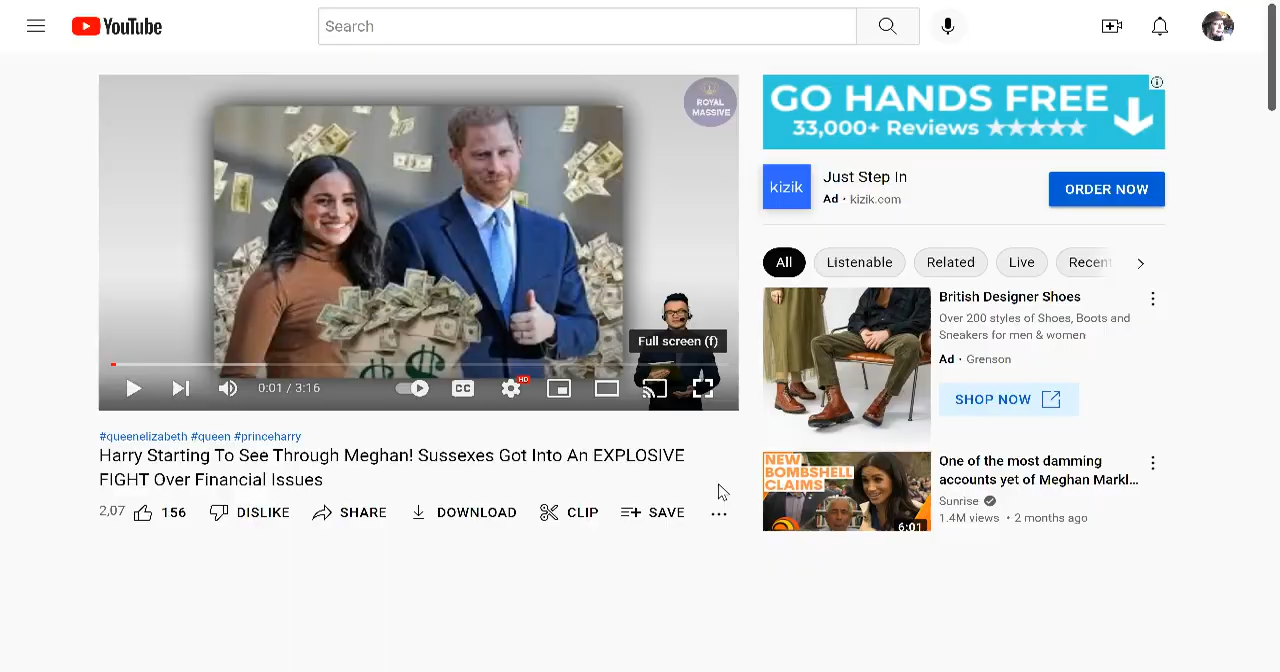 YouTube
Search
ROYAL
MASSIVE
Full screen (f)
0:01 / 3:16
CC
HD
$ $
#queenelizabeth #queen #princeharry
Harry Starting To See Through Meghan! Sussexes Got Into An EXPLOSIVE
FIGHT Over Financial Issues
2,07
156
DISLIKE
SHARE
DOWNLOAD
CLIP
SAVE
GO HANDS FREE
33,000+ Reviews ★★★★★
kizik
Just Step In
Ad · kizik.com
ORDER NOW
All
Listenable
Related
Live
Recent
British Designer Shoes
Over 200 styles of Shoes, Boots and
Sneakers for men & women
Ad · Grenson
SHOP NOW
NEW
BOMBSHELL
CLAIMS
6:01
One of the most damming
accounts yet of Meghan Markl...
Sunrise
1.4M views • 2 months ago